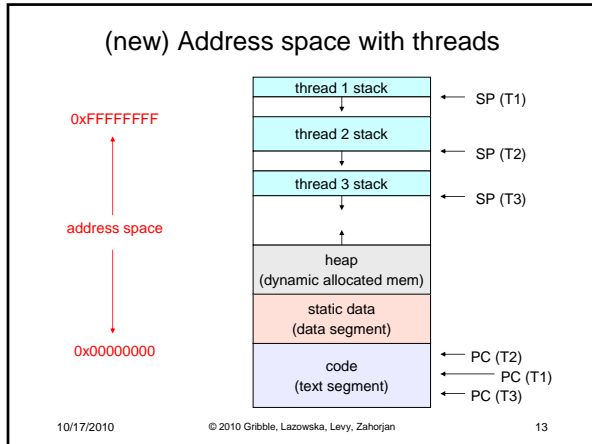 (new) Address space with threads
0xFFFFFFFF
address space
0x00000000
thread 1 stack
thread 2 stack
thread 3 stack
heap
(dynamic allocated mem)
static data
(data segment)
code
(text segment)
SP (T1)
SP (T2)
SP (T3)
PC (T2)
PC (T1)
PC (T3)
10/17/2010
© 2010 Gribble, Lazowska, Levy, Zahorjan
13